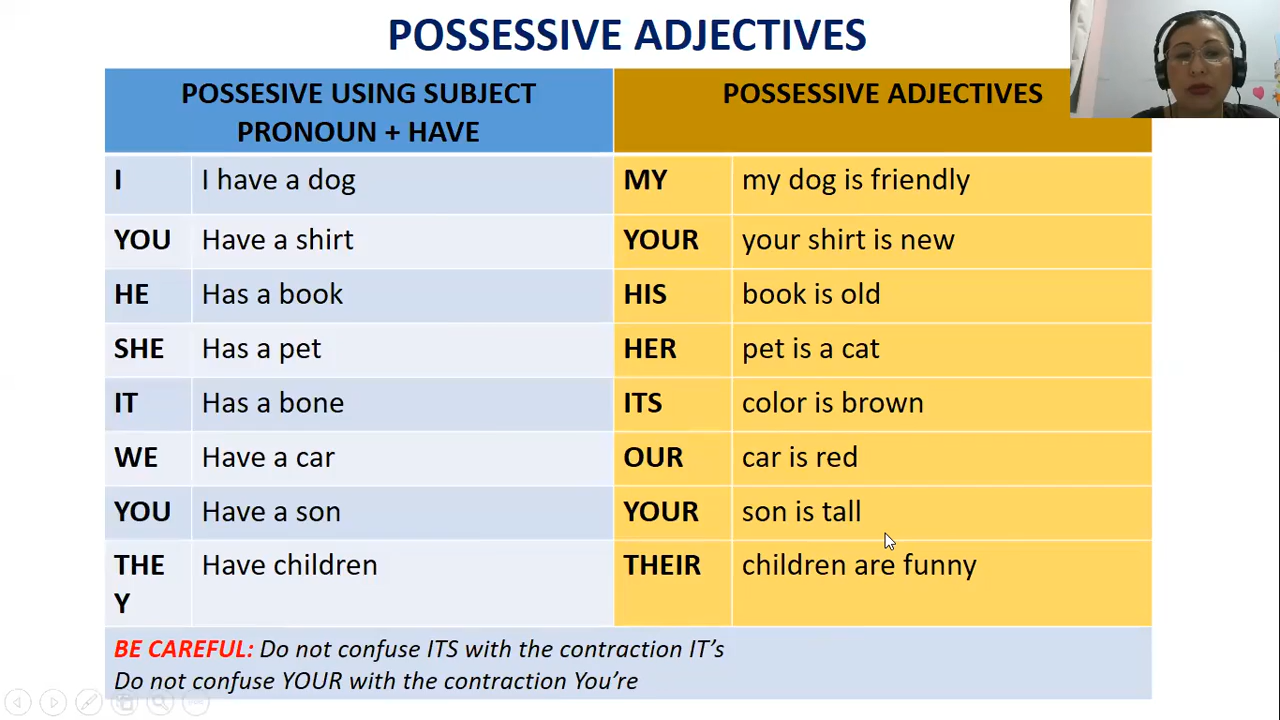 POSSESSIVE ADJECTIVES
POSSESIVE USING SUBJECT
PRONOUN + HAVE
POSSESSIVE ADJECTIVES
I
I have a dog
MY
my dog is friendly
YOU
Have a shirt
YOUR
your shirt is new
HE
Has a book
HIS
book is old
SHE
Has a pet
HER
pet is a cat
IT
Has a bone
ITS
color is brown
WE
Have a car
OUR
car is red
YOU
Have a son
YOUR
son is tall
THE
Y
Have children
THEIR
children are funny
BE CAREFUL: Do not confuse ITS with the contraction IT’s
Do not confuse YOUR with the contraction You’re